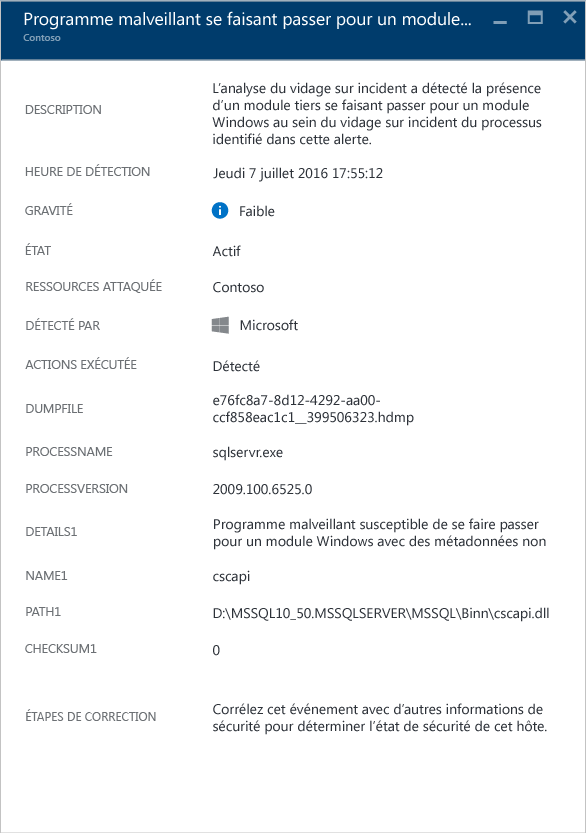 Programme malveillant se faisant passer pour un module...
Contoso
DESCRIPTION
L'analyse du vidage sur incident a détecté la présence
d'un module tiers se faisant passer pour un module
Windows au sein du vidage sur incident du processus
identifié dans cette alerte.
HEURE DE DÉTECTION
Jeudi 7 juillet 2016 17:55:12
GRAVITÉ
Faible
ÉTAT
Actif
RESSOURCES ATTAQUÉE
Contoso
DÉTECTÉ PAR
Microsoft
ACTIONS EXÉCUTÉE
Détecté
DUMPFILE
e76fc8a7-8d12-4292-aa00-
ccf858eac1c1__399506323.hdmp
PROCESSNAME
sqlservr.exe
PROCESSVERSION
2009.100.6525.0
DETAILS1
Programme malveillant susceptible de se faire passer
pour un module Windows avec des métadonnées non
NAME1
cscapi
PATH1
D:\MSSQL10_50.MSSQLSERVER\MSSQL\Binn\cscapi.dll
CHECKSUM1
0
ÉTAPES DE CORRECTION
Corrélez cet événement avec d'autres informations de
sécurité pour déterminer l'état de sécurité de cet hôte.